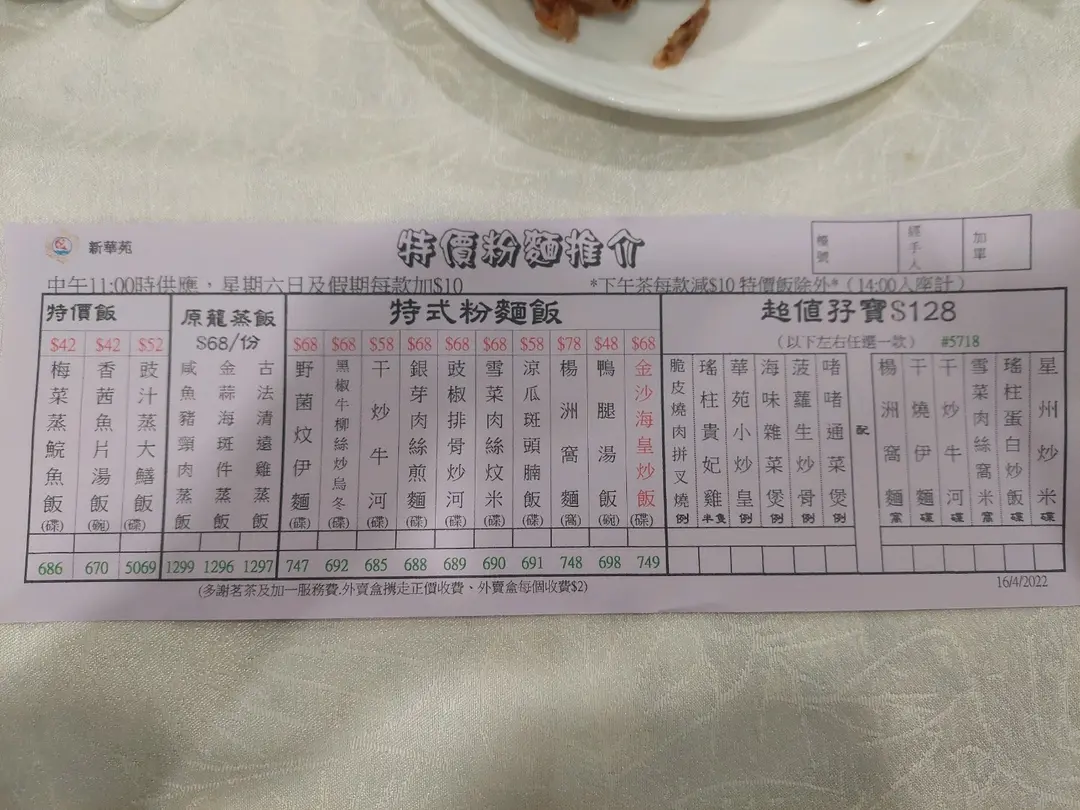 新華苑
特價粉麵推介
檯號
經手人
加單
中午11:00時供應，星期六日及假期每款加$10
*下午茶每款減$10 特價飯除外*（14:00入座計）
特價飯
$42 $42 $52
梅菜蒸鯇魚飯(碟)
香茜魚片湯飯(碗)
豉汁蒸大鱔飯(碟)
686 670 5069
原籠蒸飯
$68/份
咸魚豬頸肉蒸飯
金蒜海斑件蒸飯
古法清遠雞蒸飯
1299 1296 1297
特式粉麵飯
$68 $68 $58 $68 $68 $68 $58 $78 $48 $68
野菌炆伊麵(碟)
黑椒牛柳絲炒烏冬(碟)
干炒牛河(碟)
銀芽肉絲煎麵(碟)
豉椒排骨炒河(碟)
雪菜肉絲炆米(碟)
涼瓜斑頭腩飯(碟)
楊洲窩麵(窩)
鴨腿湯飯(碗)
金沙海皇炒飯(碟)
747 692 685 688 689 690 691 748 698 749
超值孖寶$128
（以下左右任選一款） #5718
脆皮燒肉拼叉燒 例
瑤柱貴妃雞 半隻
華苑小炒皇 例
海味雜菜煲 例
菠蘿生炒骨 例
啫啫通菜煲 例
配
楊洲窩麵 窩
干燒伊麵 碟
干炒牛河 碟
雪菜肉絲窩米 窩
瑤柱蛋白炒飯 碟
星州炒米 碟
(多謝茗茶及加一服務費.外賣盒攜走正價收費、外賣盒每個收費$2)
16/4/2022